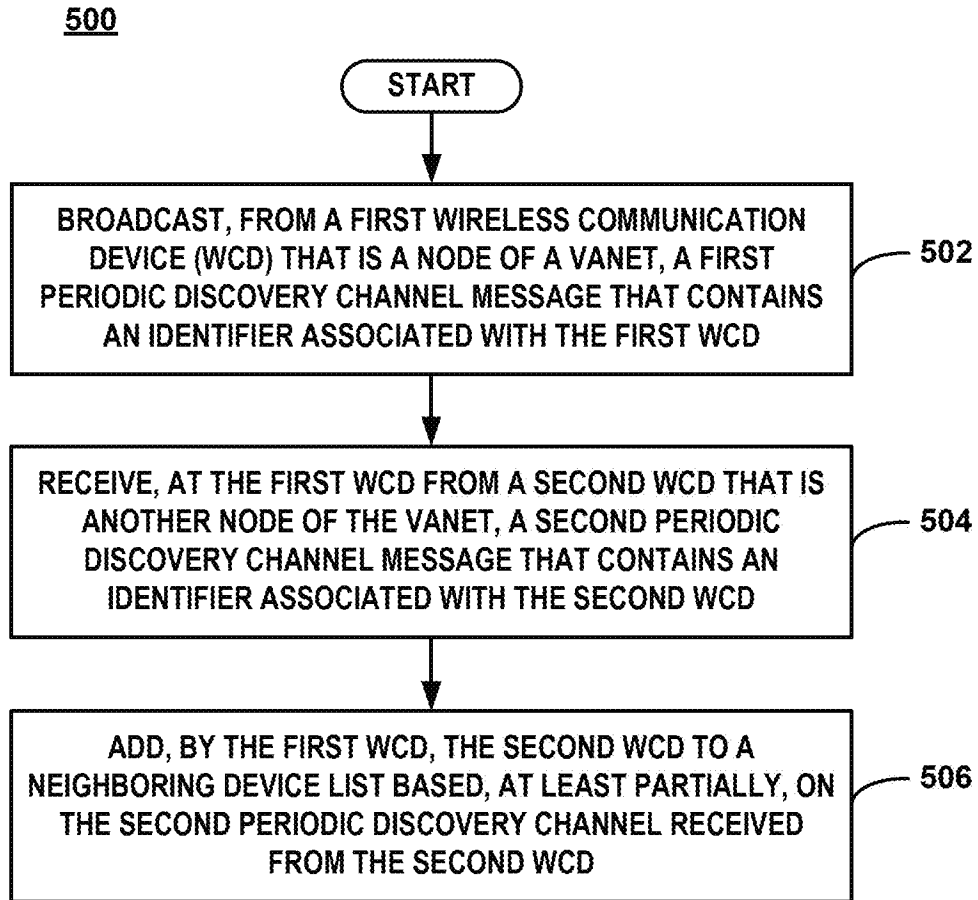 500
START
BROADCAST, FROM A FIRST WIRELESS COMMUNICATION
DEVICE (WCD) THAT IS A NODE OF A VANET, A FIRST
PERIODIC DISCOVERY CHANNEL MESSAGE THAT CONTAINS
AN IDENTIFIER ASSOCIATED WITH THE FIRST WCD
502
RECEIVE, AT THE FIRST WCD FROM A SECOND WCD THAT IS
ANOTHER NODE OF THE VANET, A SECOND PERIODIC
DISCOVERY CHANNEL MESSAGE THAT CONTAINS AN
IDENTIFIER ASSOCIATED WITH THE SECOND WCD
504
ADD, BY THE FIRST WCD, THE SECOND WCD TO A
NEIGHBORING DEVICE LIST BASED, AT LEAST PARTIALLY, ON
THE SECOND PERIODIC DISCOVERY CHANNEL RECEIVED
FROM THE SECOND WCD
506